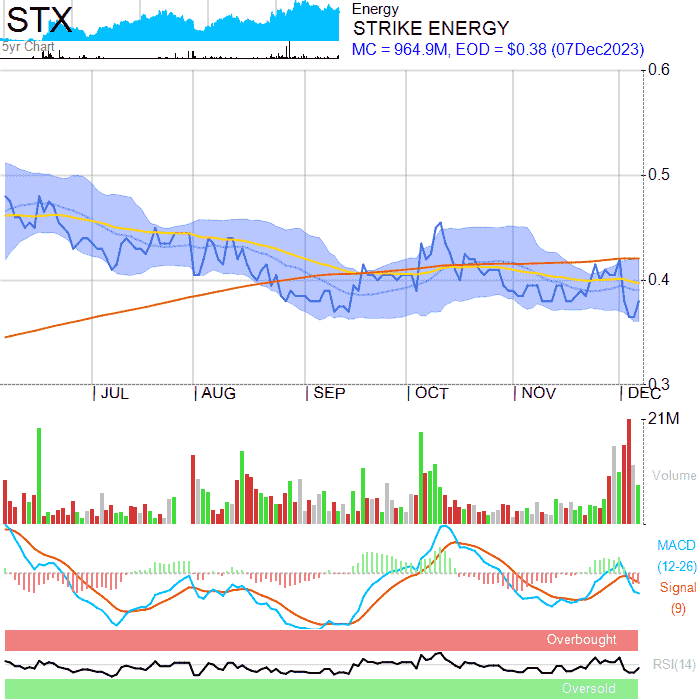 STX
5yr Chart
Energy
STRIKE ENERGY
MC = 964.9M, EOD = $0.38 (07Dec2023)
0.6
0.5
0.4
0.3
JUL AUG SEP OCT NOV DEC
21M
Volume
MACD
(12-26)
Signal
(9)
Overbought
RSI(14)
Oversold